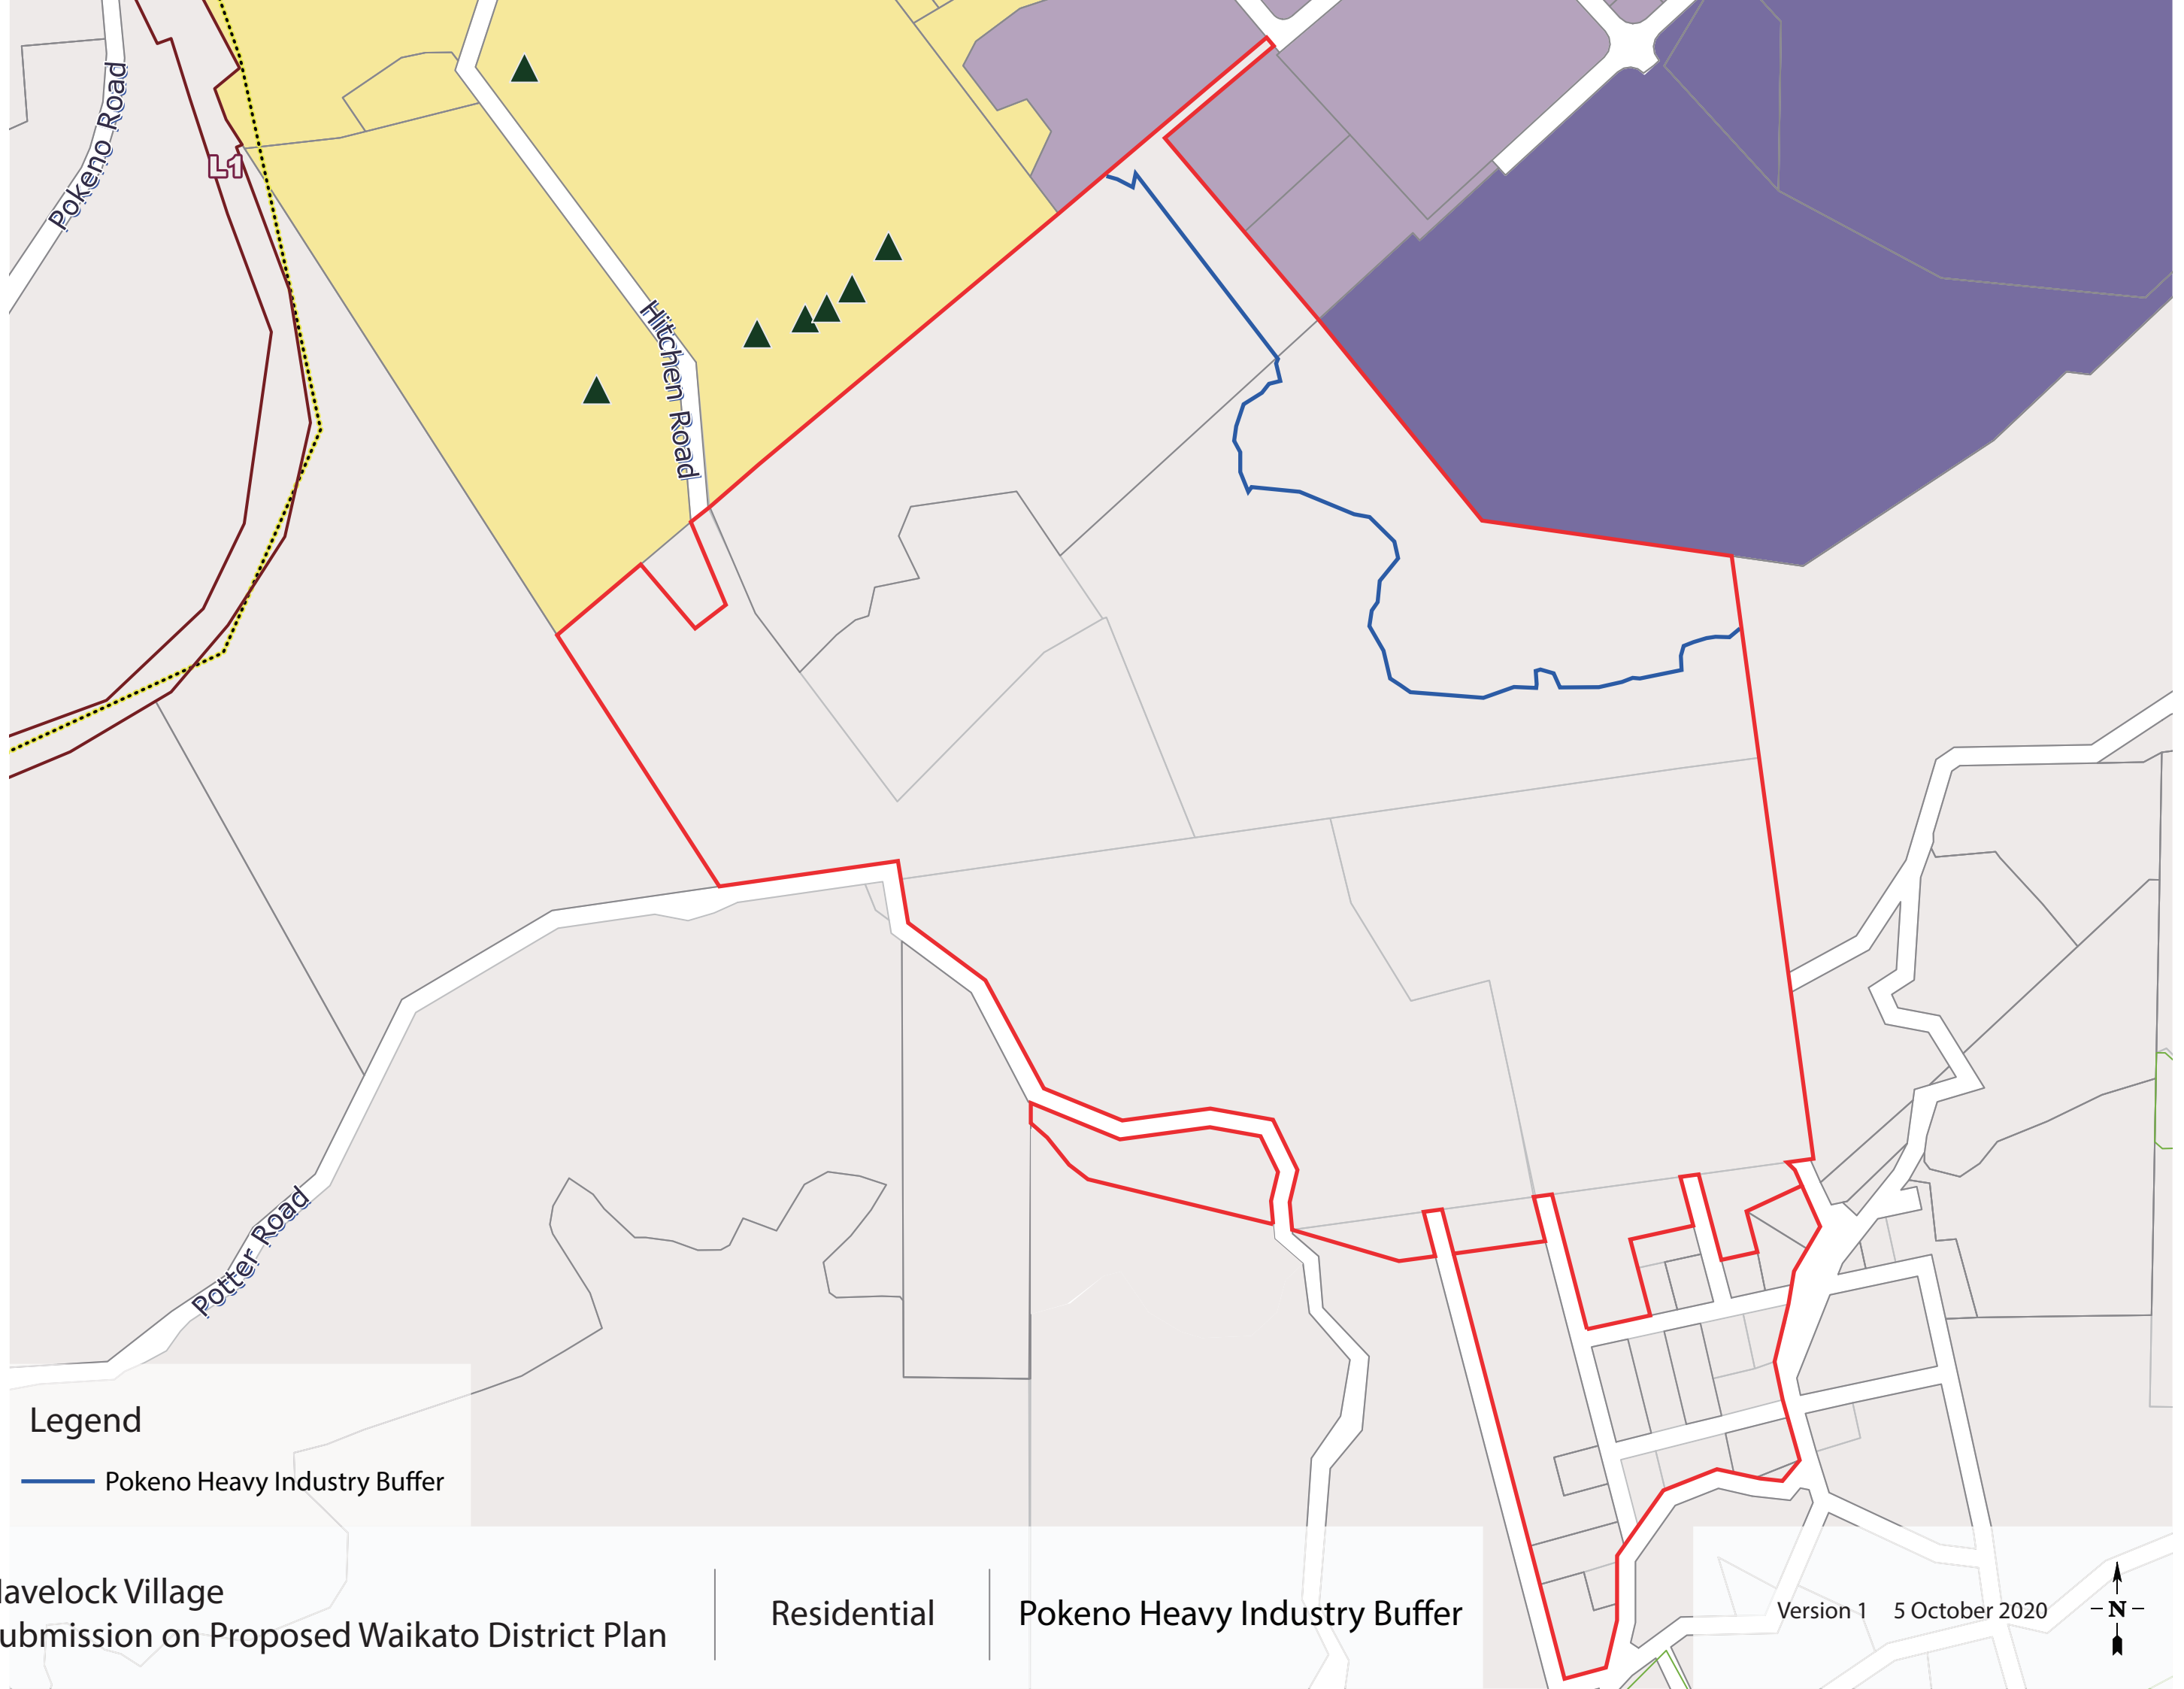 Pokeno Road
L1
Hitchen Road
Potter Road
Legend
Pokeno Heavy Industry Buffer
avelock Village
ubmission on Proposed Waikato District Plan
Residential
Pokeno Heavy Industry Buffer
Version 1 5 October 2020
N